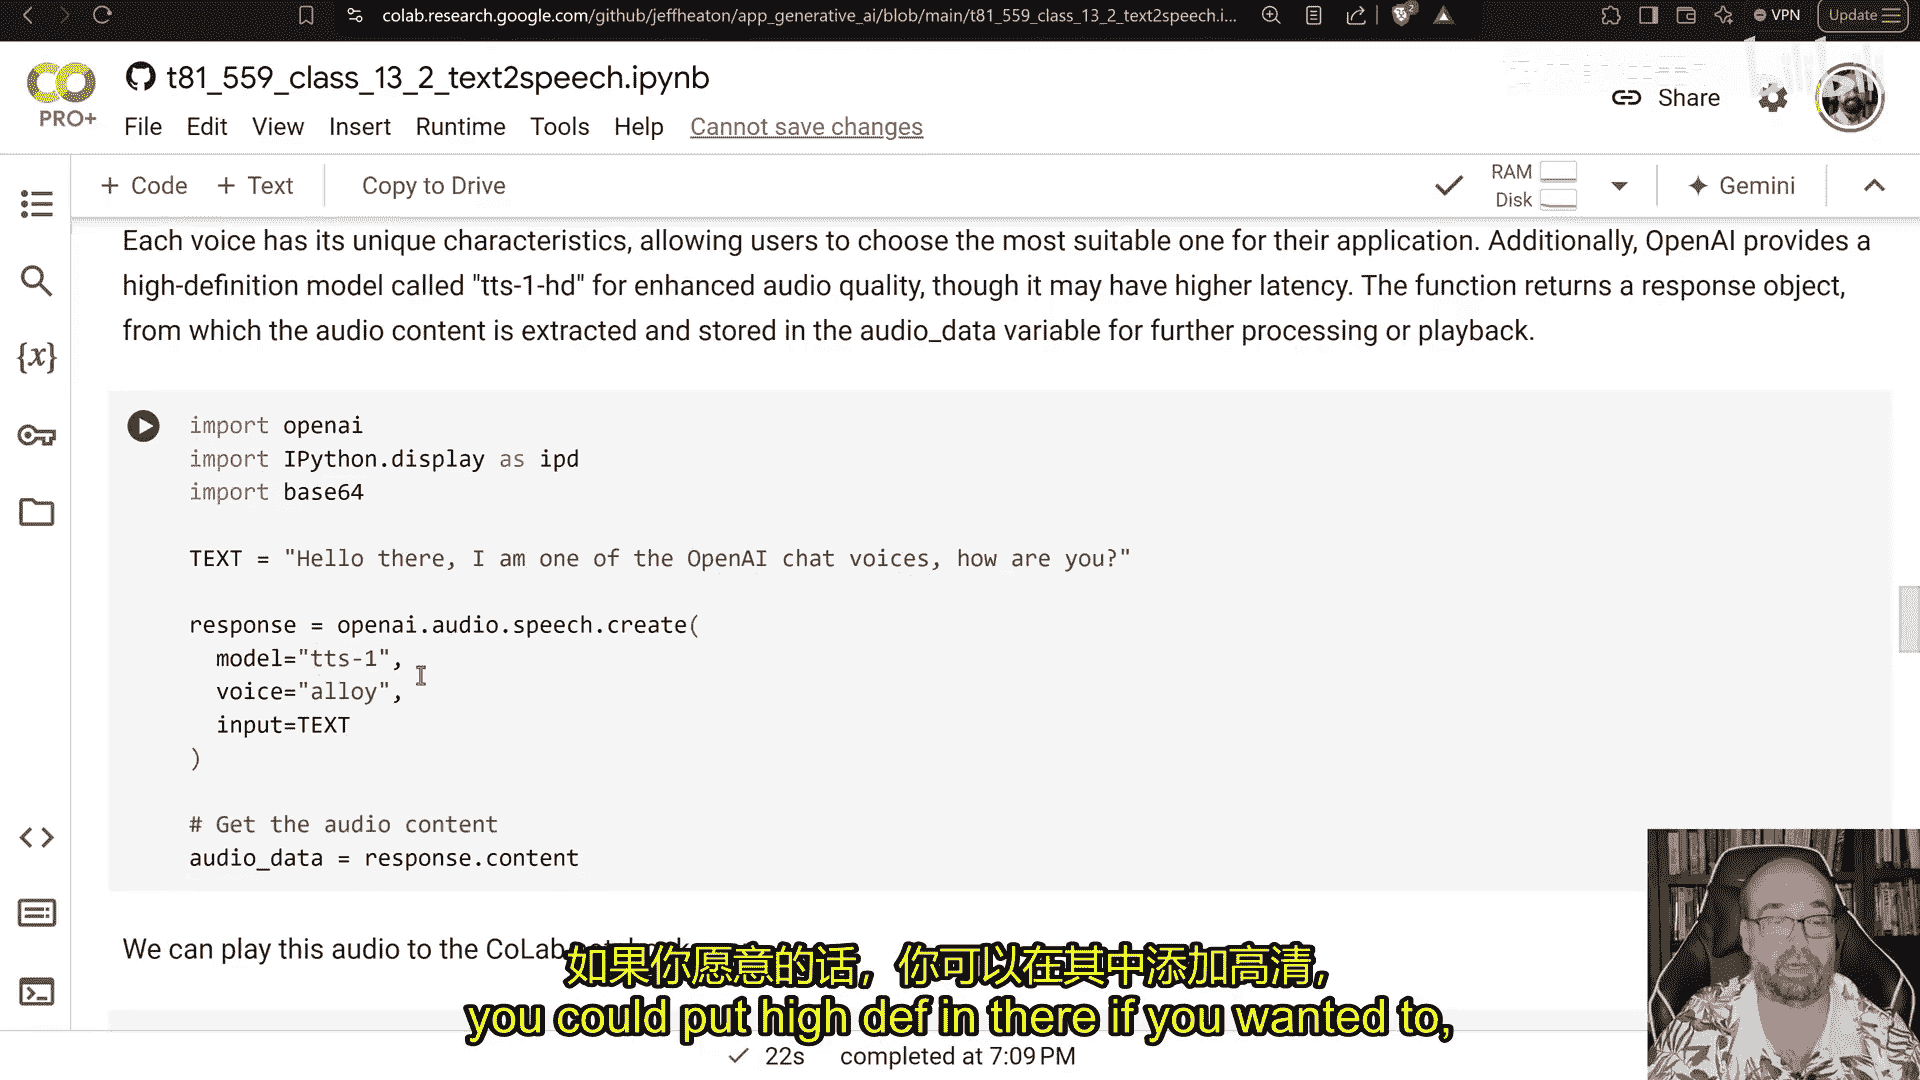 colab.research.google.com/github/jeffheaton/app_generative_ai/blob/main/t81_559_class_13_2_text2speech.i...
2
VPN
Update
CO
PRO+
t81_559_class_13_2_text2speech.ipynb
File Edit View Insert Runtime Tools Help Cannot save changes
Share
+ Code + Text Copy to Drive
RAM
Disk
Gemini
Each voice has its unique characteristics, allowing users to choose the most suitable one for their application. Additionally, OpenAI provides a
high-definition model called "tts-1-hd" for enhanced audio quality, though it may have higher latency. The function returns a response object,
from which the audio content is extracted and stored in the audio_data variable for further processing or playback.
{x}
import openai
import IPython.display as ipd
import base64
TEXT = "Hello there, I am one of the OpenAI chat voices, how are you?"
response = openai.audio.speech.create(
model="tts-1",
voice="alloy",
input=TEXT
)
# Get the audio content
audio_data = response.content
We can play this audio to the CoLab
如果你愿意的话，你可以在其中添加高清，
you could put high def in there if you wanted to,
22s completed at 7:09 PM